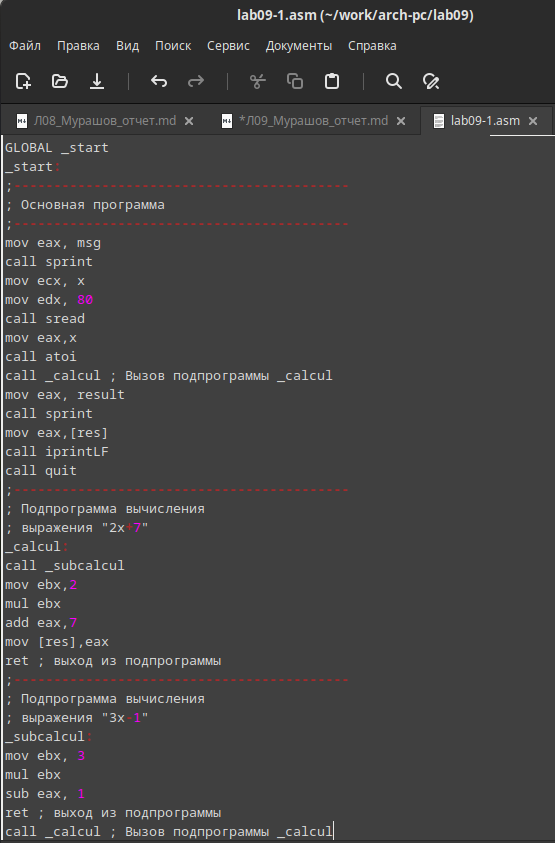 lab09-1.asm (~/work/arch-pc/lab09)
Файл Правка Вид Поиск Сервис Документы Справка
Л08_Мурашов_отчет.md *Л09_Мурашов_отчет.md lab09-1.asm
GLOBAL _start
_start:
;------------------------------------------
; Основная программа
;------------------------------------------
mov eax, msg
call sprint
mov ecx, x
mov edx, 80
call sread
mov eax,x
call atoi
call _calcul ; Вызов подпрограммы _calcul
mov eax, result
call sprint
mov eax,[res]
call iprintLF
call quit
;------------------------------------------
; Подпрограмма вычисления
; выражения "2x+7"
_calcul:
call _subcalcul
mov ebx,2
mul ebx
add eax,7
mov [res],eax
ret ; выход из подпрограммы
;------------------------------------------
; Подпрограмма вычисления
; выражения "3x-1"
_subcalcul:
mov ebx, 3
mul ebx
sub eax, 1
ret ; выход из подпрограммы
call _calcul ; Вызов подпрограммы _calcul